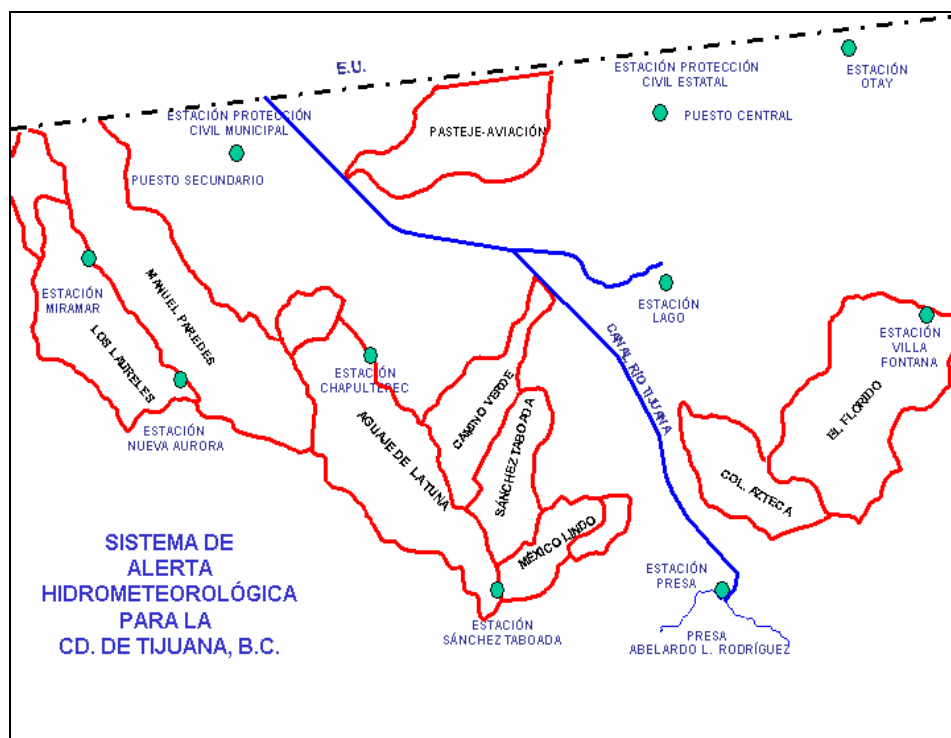 E.U.
ESTACIÓN PROTECCIÓN
CIVIL ESTATAL
PUESTO CENTRAL
ESTACIÓN
OTAY
ESTACIÓN PROTECCIÓN
CIVIL MUNICIPAL
PUESTO SECUNDARIO
PASTEJE-AVIACIÓN
ESTACIÓN
MIRAMAR
MANUEL PAREDES
LOS LAURELES
ESTACIÓN
NUEVA AURORA
ESTACIÓN
CHAPULTEPEC
AGUAJE DE LA TUNA
CAMINO VERDE
SÁNCHEZ TABOADA
MÉXICO LINDO
ESTACIÓN
LAGO
CANAL RÍO TIJUANA
ESTACIÓN
VILLA
FONTANA
EL FLORIDO
COL. AZTECA
ESTACIÓN
PRESA
PRESA
ABELARDO L. RODRÍGUEZ
ESTACIÓN
SÁNCHEZ TABOADA
SISTEMA DE
ALERTA
HIDROMETEOROLÓGICA
PARA LA
CD. DE TIJUANA, B.C.